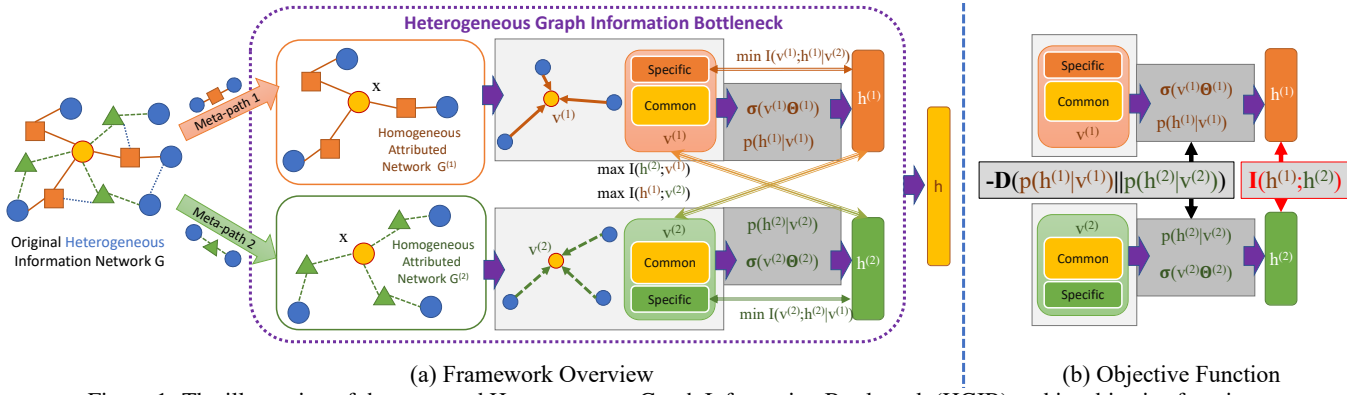 Heterogeneous Graph Information Bottleneck
Meta-path 1
x
Homogeneous
Attributed
Network G⁽¹⁾
v⁽¹⁾
Specific
Common
v⁽¹⁾
min I(v⁽¹⁾;h⁽¹⁾|v⁽²⁾)
σ(v⁽¹⁾Θ⁽¹⁾)
p(h⁽¹⁾|v⁽¹⁾)
h⁽¹⁾
max I(h⁽²⁾;v⁽¹⁾)
max I(h⁽¹⁾;v⁽²⁾)
h
Original Heterogeneous
Information Network G
Meta-path 2
x
Homogeneous
Attributed
Network G⁽²⁾
v⁽²⁾
v⁽²⁾
Common
Specific
p(h⁽²⁾|v⁽²⁾)
σ(v⁽²⁾Θ⁽²⁾)
min I(v⁽²⁾;h⁽²⁾|v⁽¹⁾)
h⁽²⁾
(a) Framework Overview
Specific
Common
v⁽¹⁾
σ(v⁽¹⁾Θ⁽¹⁾)
p(h⁽¹⁾|v⁽¹⁾)
h⁽¹⁾
-D(p(h⁽¹⁾|v⁽¹⁾)||p(h⁽²⁾|v⁽²⁾))
I(h⁽¹⁾;h⁽²⁾)
v⁽²⁾
Common
Specific
p(h⁽²⁾|v⁽²⁾)
σ(v⁽²⁾Θ⁽²⁾)
h⁽²⁾
(b) Objective Function